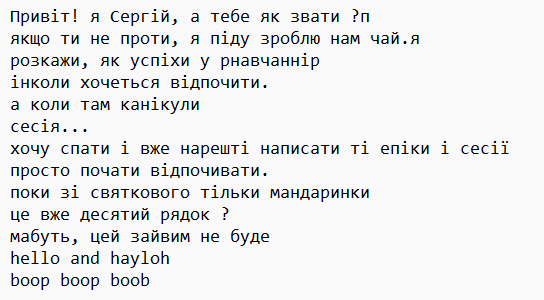 Привіт! я Сергій, а тебе як звати ?п
якщо ти не проти, я піду зроблю нам чай.я
розкажи, як успіхи у рнавчаннір
інколи хочеться відпочити.
а коли там канікули
сесія...
хочу спати і вже нарешті написати ті епіки і сесії
просто почати відпочивати.
поки зі святкового тільки мандаринки
це вже десятий рядок ?
мабуть, цей зайвим не буде
hello and hayloh
boop boop boob